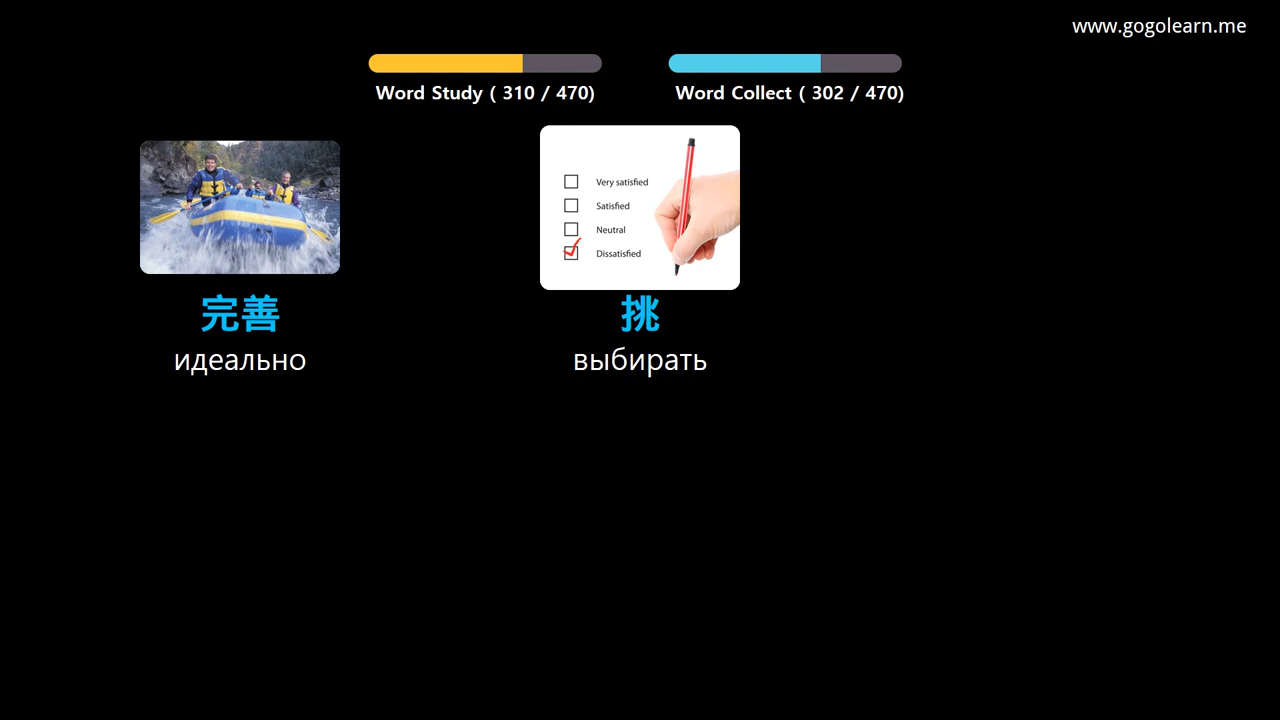 www.gogolearn.me
Word Study ( 310 / 470)
Word Collect ( 302 / 470)
Very satisfied
Satisfied
Neutral
Dissatisfied
完善
挑
идеально
выбирать